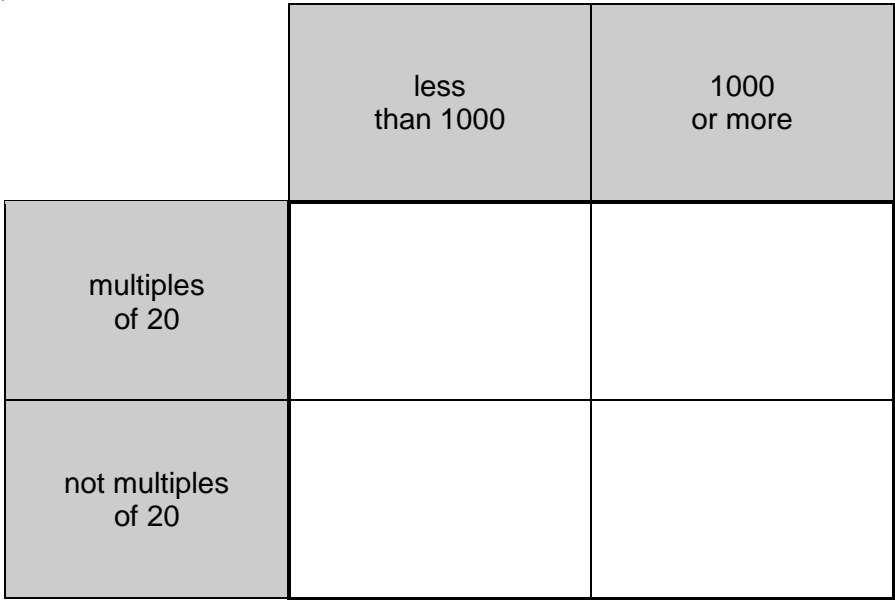 less
than 1000
1000
or more
multiples
of 20
not multiples
of 20